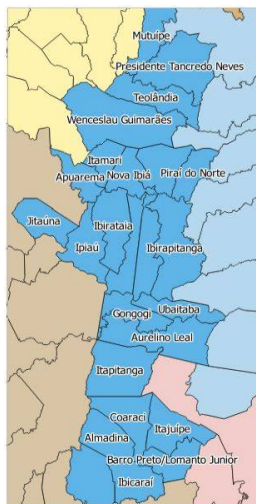 Mutuípe
Presidente Tancredo Neves
Teolândia
Wenceslau Guimarães
Itamari
Apuarema
Nova Ibiá
Piraí do Norte
Jitaúna
Ibirataia
Ipiaú
Ibirapitanga
Gongogi
Ubaitaba
Aurelino Leal
Itapitanga
Coaraci
Itajuípe
Almadina
Barro Preto/Lomanto Junior
Ibicaraí